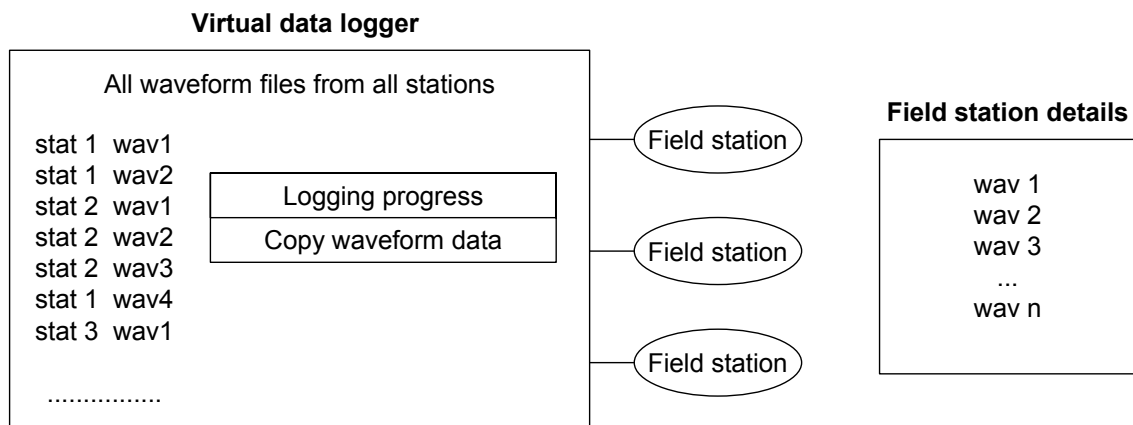 Virtual data logger
All waveform files from all stations
stat 1 wav1
stat 1 wav2
stat 2 wav1
stat 2 wav2
stat 2 wav3
stat 1 wav4
stat 3 wav1
................
Logging progress
Copy waveform data
Field station
Field station
Field station
Field station details
wav 1
wav 2
wav 3
...
wav n